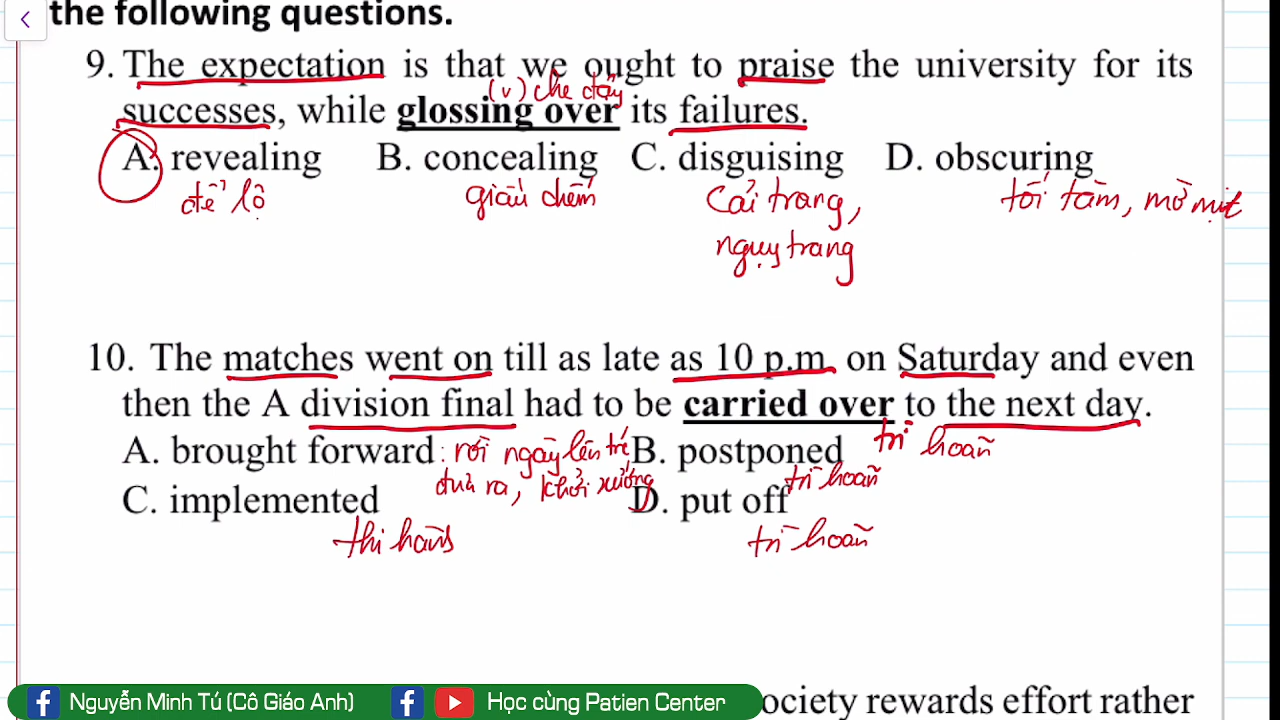 the following questions.
9. The expectation is that we ought to praise the university for its
(v) che đậy
successes, while glossing over its failures.
A. revealing B. concealing C. disguising D. obscuring
để lộ giấu chếm cải trang, tối tăm, mờ mịt
ngụy trang
10. The matches went on till as late as 10 p.m. on Saturday and even
then the A division final had to be carried over to the next day.
trì hoãn
A. brought forward : rời ngày lên trc B. postponed
đưa ra, khởi xướng trì hoãn
C. implemented D. put off
thi hành trì hoãn
ociety rewards effort rather
Nguyễn Minh Tú (Cô Giáo Anh) Học cùng Patien Center